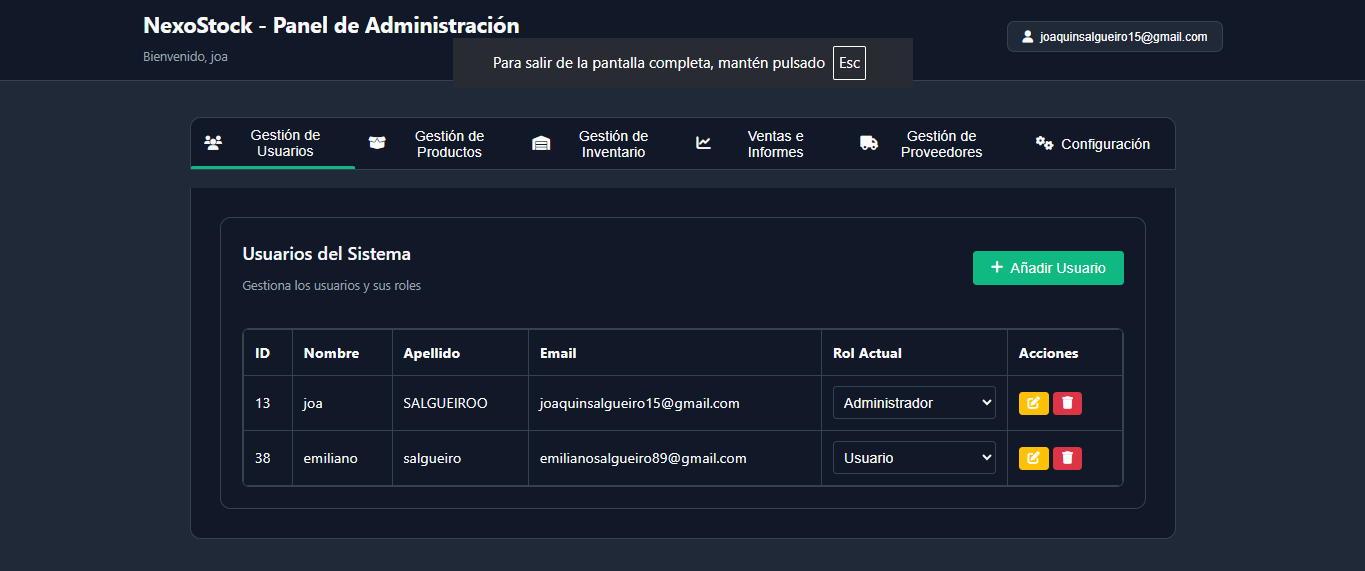 NexoStock - Panel de Administración
Bienvenido, joa
joaquinsalgueiro15@gmail.com
Para salir de la pantalla completa, mantén pulsado Esc
Gestión de
Usuarios
Gestión de
Productos
Gestión de
Inventario
Ventas e
Informes
Gestión de
Proveedores
Configuración
Usuarios del Sistema
Gestiona los usuarios y sus roles
Añadir Usuario
ID Nombre Apellido Email Rol Actual Acciones
13 joa SALGUEIROO joaquinsalgueiro15@gmail.com Administrador
38 emiliano salgueiro emilianosalgueiro89@gmail.com Usuario